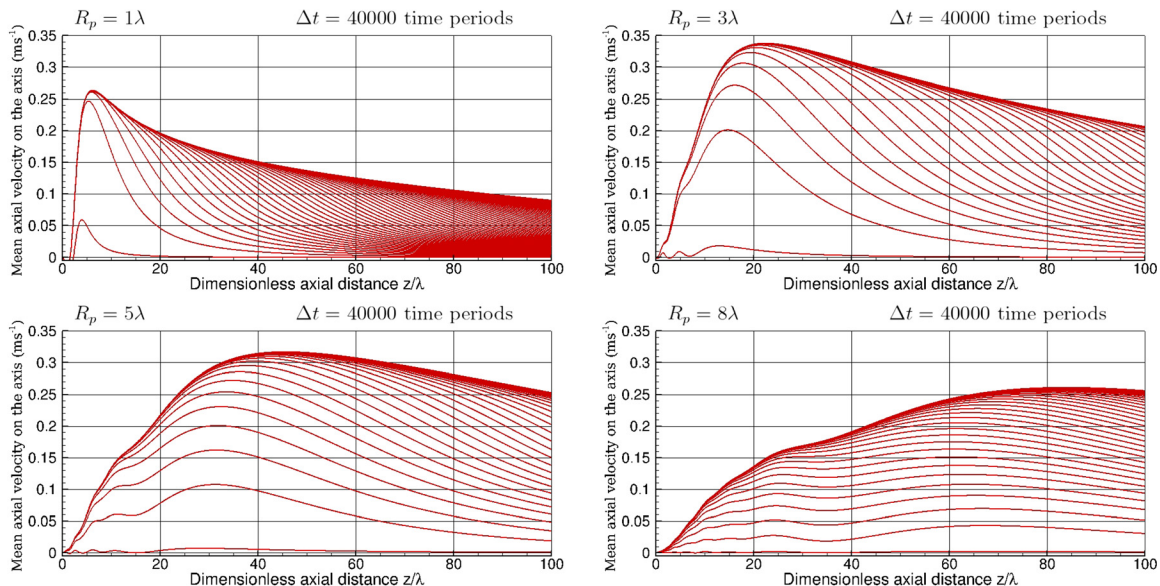 R_p = 1λ Δt = 40000 time periods
Mean axial velocity on the axis (ms⁻¹)
0.35
0.3
0.25
0.2
0.15
0.1
0.05
0
0 20 40 60 80 100
Dimensionless axial distance z/λ
R_p = 3λ Δt = 40000 time periods
Mean axial velocity on the axis (ms⁻¹)
0.35
0.3
0.25
0.2
0.15
0.1
0.05
0
0 20 40 60 80 100
Dimensionless axial distance z/λ
R_p = 5λ Δt = 40000 time periods
Mean axial velocity on the axis (ms⁻¹)
0.35
0.3
0.25
0.2
0.15
0.1
0.05
0
0 20 40 60 80 100
Dimensionless axial distance z/λ
R_p = 8λ Δt = 40000 time periods
Mean axial velocity on the axis (ms⁻¹)
0.35
0.3
0.25
0.2
0.15
0.1
0.05
0
0 20 40 60 80 100
Dimensionless axial distance z/λ